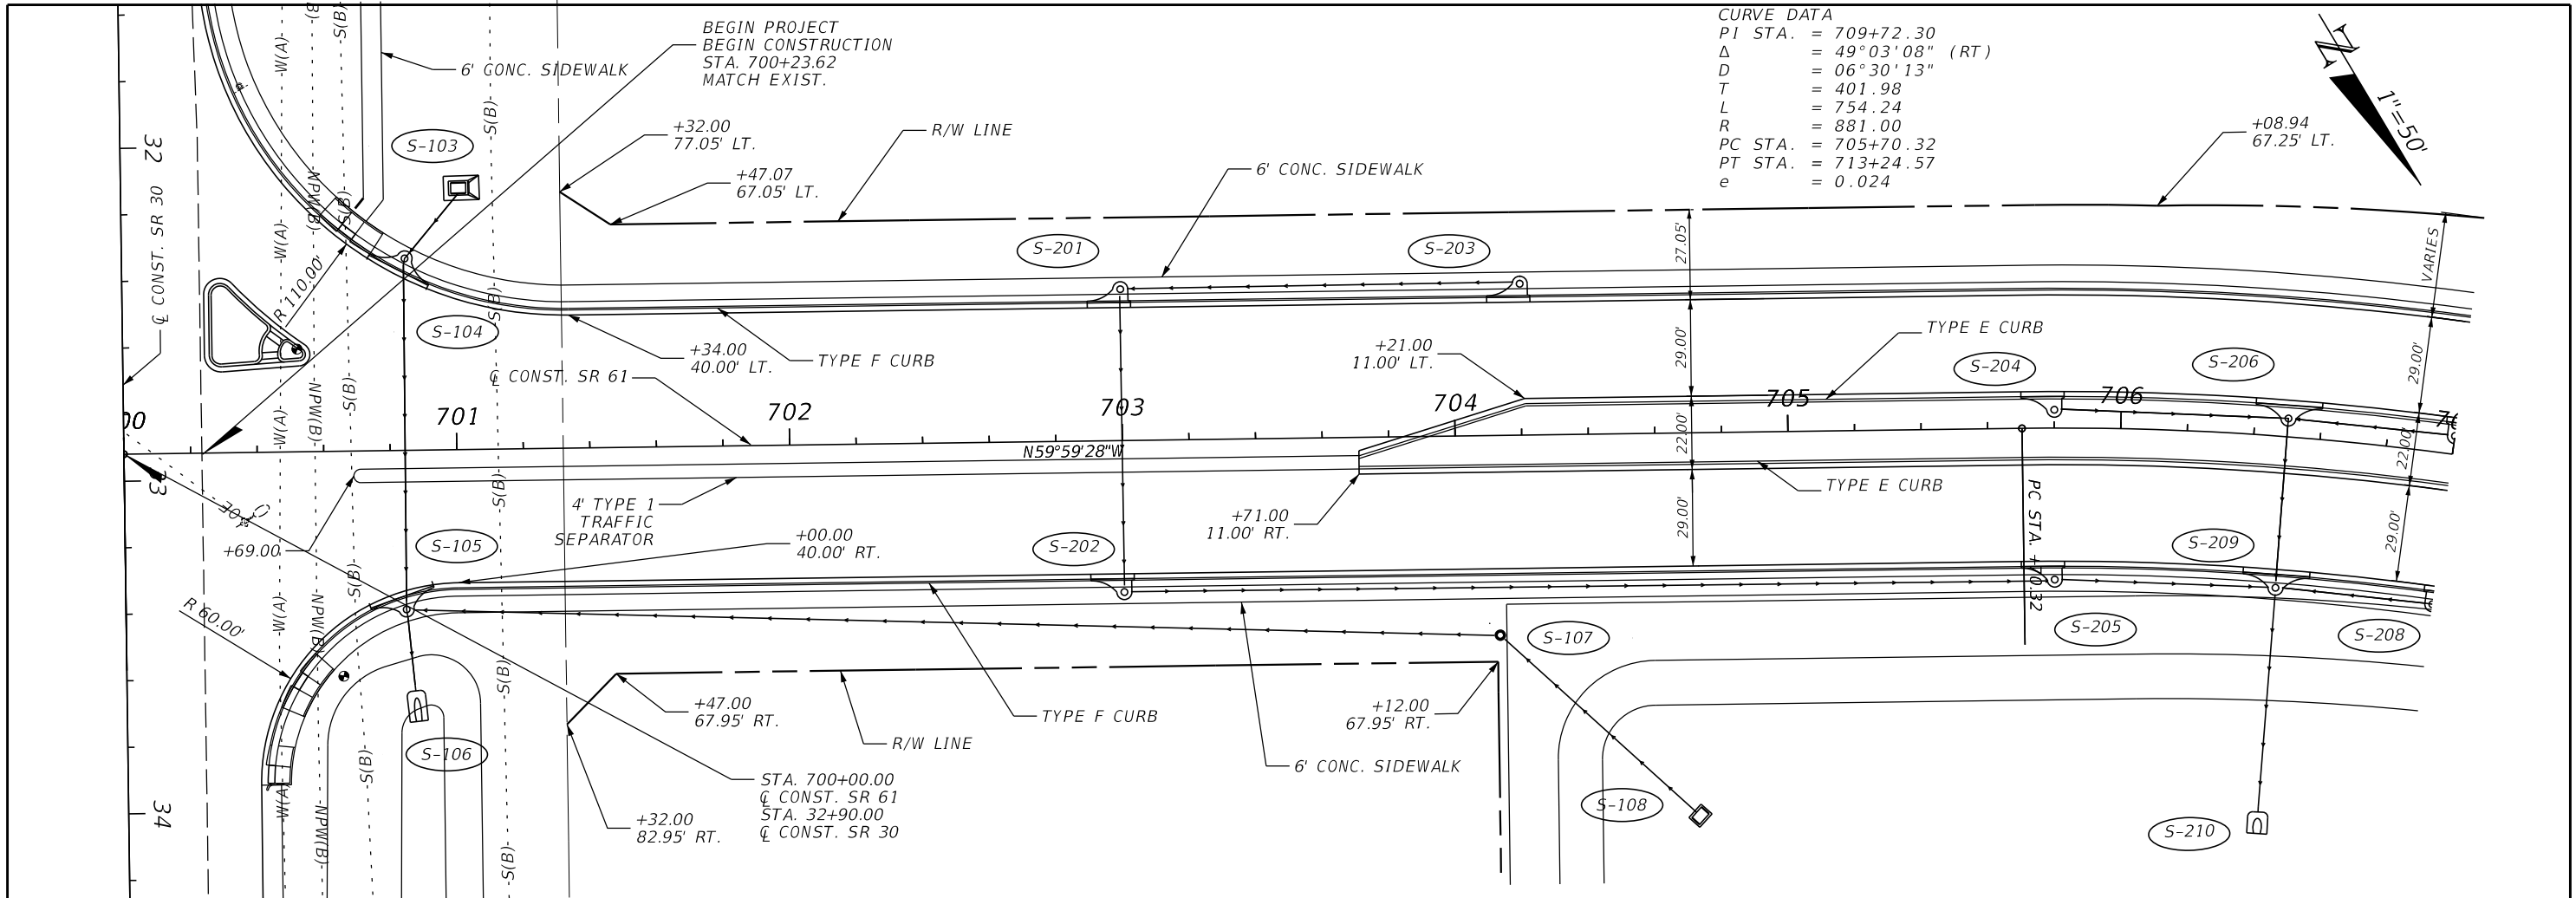 BEGIN PROJECT
BEGIN CONSTRUCTION
STA. 700+23.62
MATCH EXIST.
CURVE DATA
PI STA. = 709+72.30
Δ = 49°03'08" (RT)
D = 06°30'13"
T = 401.98
L = 754.24
R = 881.00
PC STA. = 705+70.32
PT STA. = 713+24.57
e = 0.024
N
1"=50'
6' CONC. SIDEWALK
S-103
+32.00
77.05' LT.
+47.07
67.05' LT.
R/W LINE
6' CONC. SIDEWALK
+08.94
67.25' LT.
32
℄ CONST. SR 30
33
34
W(A)
W(A)
W(A)
W(A)
W(A)
NPW(B)
NPW(B)
NPW(B)
NPW(B)
B)
S(B)
S(B)
S(B)
S(B)
S(B)
S(B)
S(B)
S(B)
S(B)
S(B)
R 110.00'
S-104
S-201
S-203
27.05'
VARIES
+34.00
40.00' LT.
TYPE F CURB
℄ CONST. SR 61
+21.00
11.00' LT.
29.00'
TYPE E CURB
S-204
S-206
29.00'
00
701
702
703
704
705
706
N59°59'28"W
22.00'
22.00'
4' TYPE 1
TRAFFIC
SEPARATOR
+69.00
S-105
+00.00
40.00' RT.
S-202
+71.00
11.00' RT.
29.00'
TYPE E CURB
PC STA. +70.32
S-209
29.00'
R 60.00'
S-107
S-205
S-208
+47.00
67.95' RT.
TYPE F CURB
+12.00
67.95' RT.
R/W LINE
S-106
6' CONC. SIDEWALK
STA. 700+00.00
℄ CONST. SR 61
STA. 32+90.00
℄ CONST. SR 30
+32.00
82.95' RT.
S-108
S-210